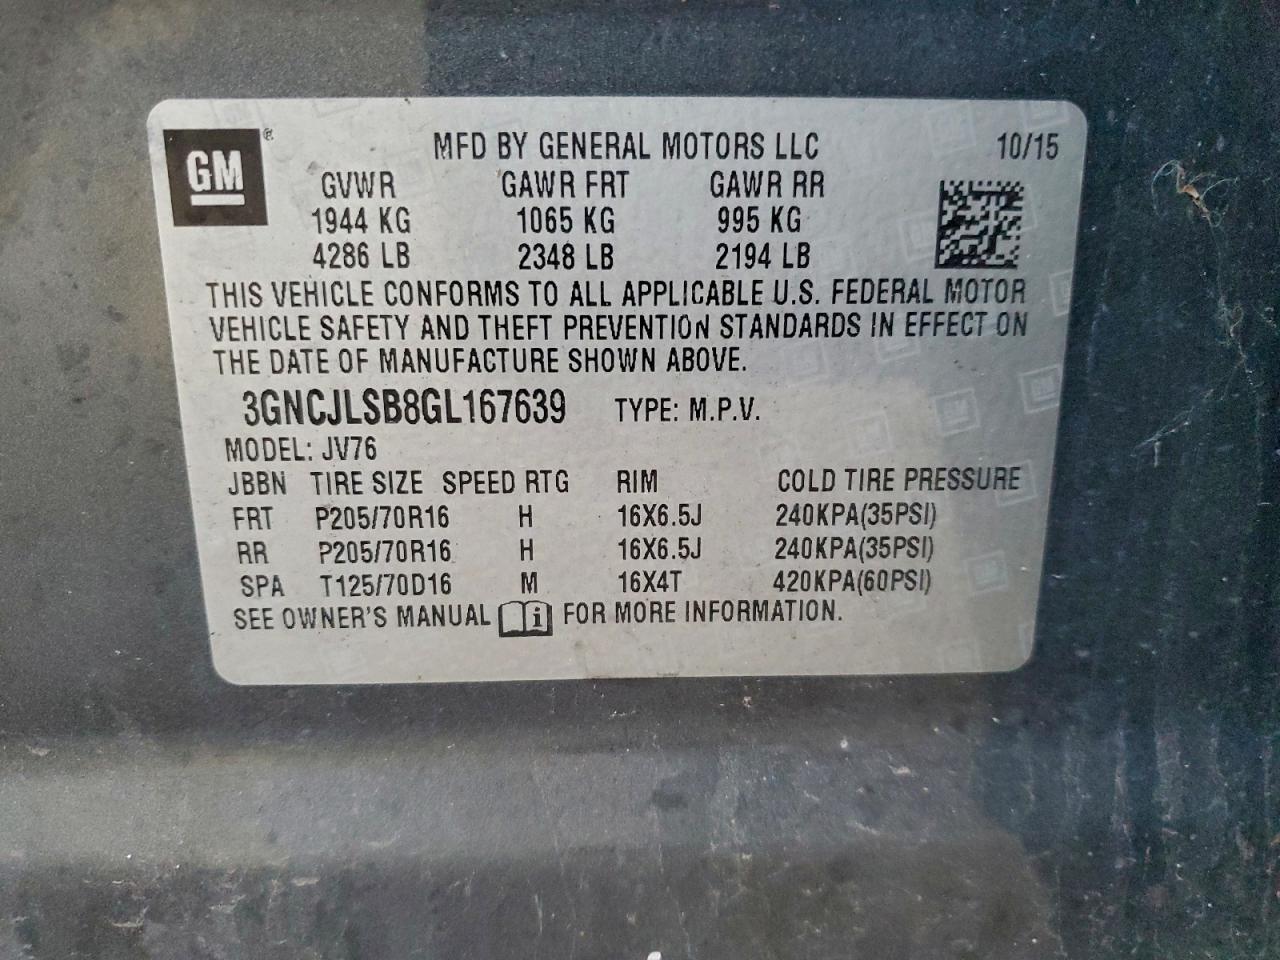 GM ® MFD BY GENERAL MOTORS LLC 10/15
GVWR GAWR FRT GAWR RR
1944 KG 1065 KG 995 KG
4286 LB 2348 LB 2194 LB
THIS VEHICLE CONFORMS TO ALL APPLICABLE U.S. FEDERAL MOTOR
VEHICLE SAFETY AND THEFT PREVENTION STANDARDS IN EFFECT ON
THE DATE OF MANUFACTURE SHOWN ABOVE.
3GNCJLSB8GL167639 TYPE: M.P.V.
MODEL: JV76
JBBN TIRE SIZE SPEED RTG RIM COLD TIRE PRESSURE
FRT P205/70R16 H 16X6.5J 240KPA(35PSI)
RR P205/70R16 H 16X6.5J 240KPA(35PSI)
SPA T125/70D16 M 16X4T 420KPA(60PSI)
SEE OWNER'S MANUAL i FOR MORE INFORMATION.